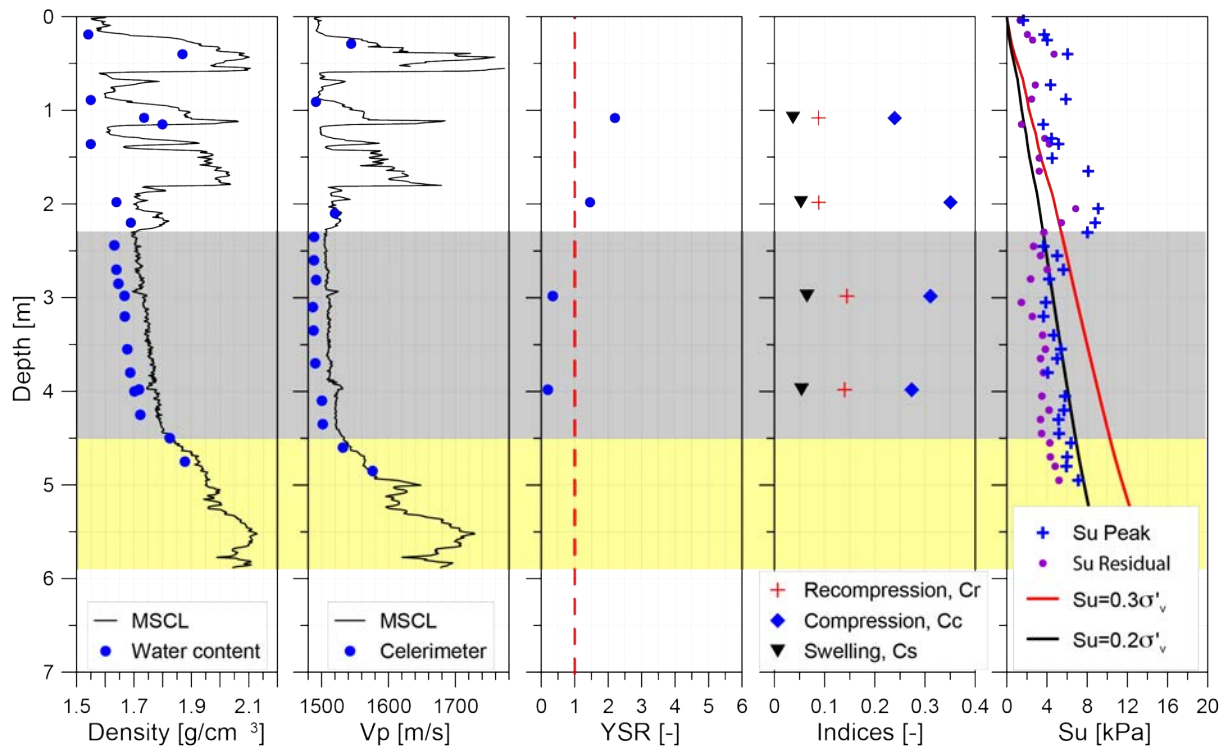 0
1
2
3
4
5
6
7
Depth [m]
MSCL
Water content
1.5 1.8 2.1
Density [g/cm ³]
MSCL
Celerimeter
1500 1600 1700
Vp [m/s]
0 1 2 3 4 5 6
YSR [-]
Recompression, Cr
Compression, Cc
Swelling, Cs
0 0.1 0.2 0.3 0.4
Indices [-]
Su Peak
Su Residual
Su=0.3σ'v
Su=0.2σ'v
0 4 8 12 16 20
Su [kPa]